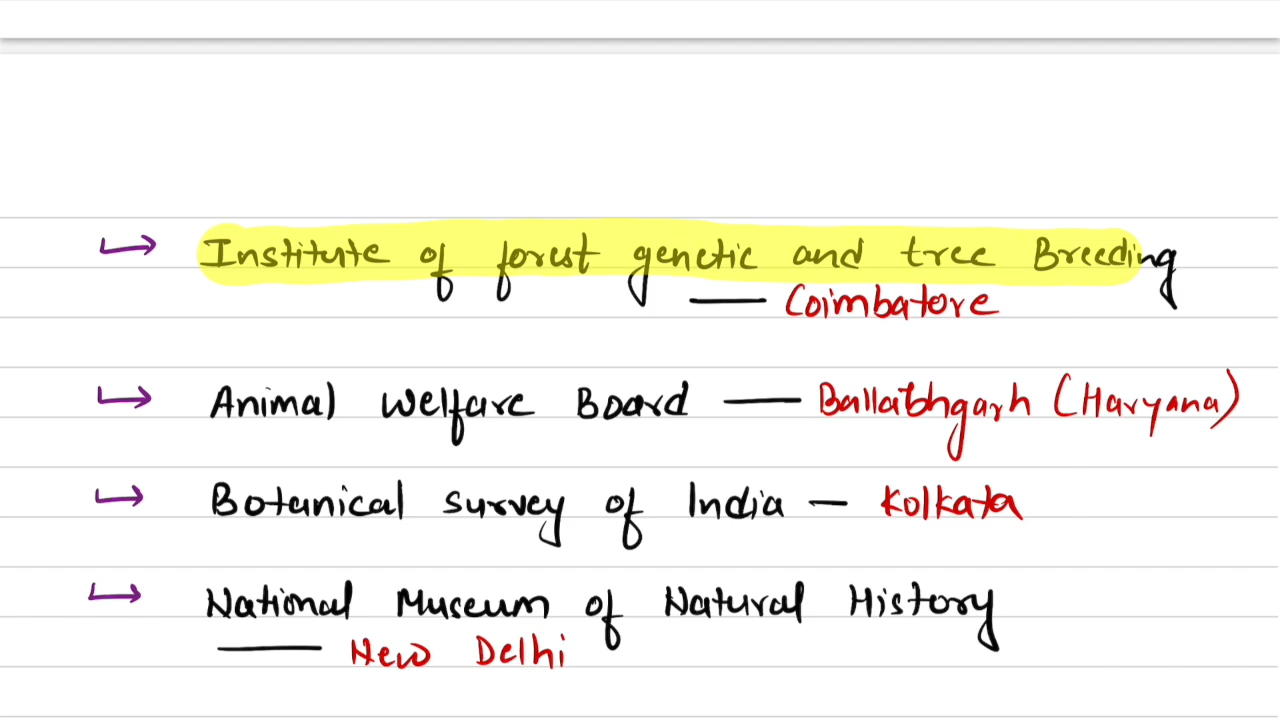 ↳ Institute of forest genetic and tree Breeding
— Coimbatore
↳ Animal Welfare Board — Ballabhgarh (Haryana)
↳ Botanical survey of India — Kolkata
↳ National Museum of Natural History
— New Delhi